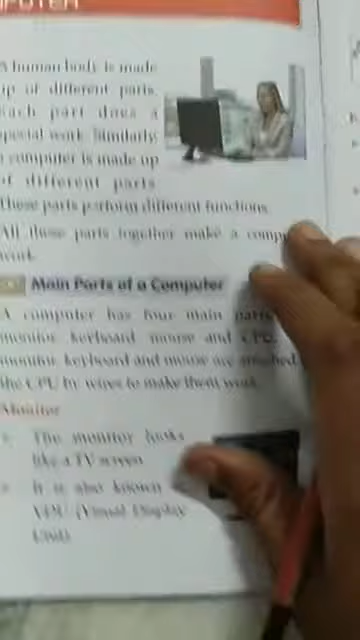 MPUTER
A human body is made
up of different parts.
Each part does a
special work. Similarly,
a computer is made up
of different parts.
These parts perform different functions.
All these parts together make a comp
work.
Main Parts of a Computer
A computer has four main parts
monitor, keyboard, mouse and CPU.
monitor, keyboard and mouse are attached
the CPU by wires to make them work.
Monitor
The monitor looks
like a TV screen.
It is also known
VDU (Visual Display
Unit).